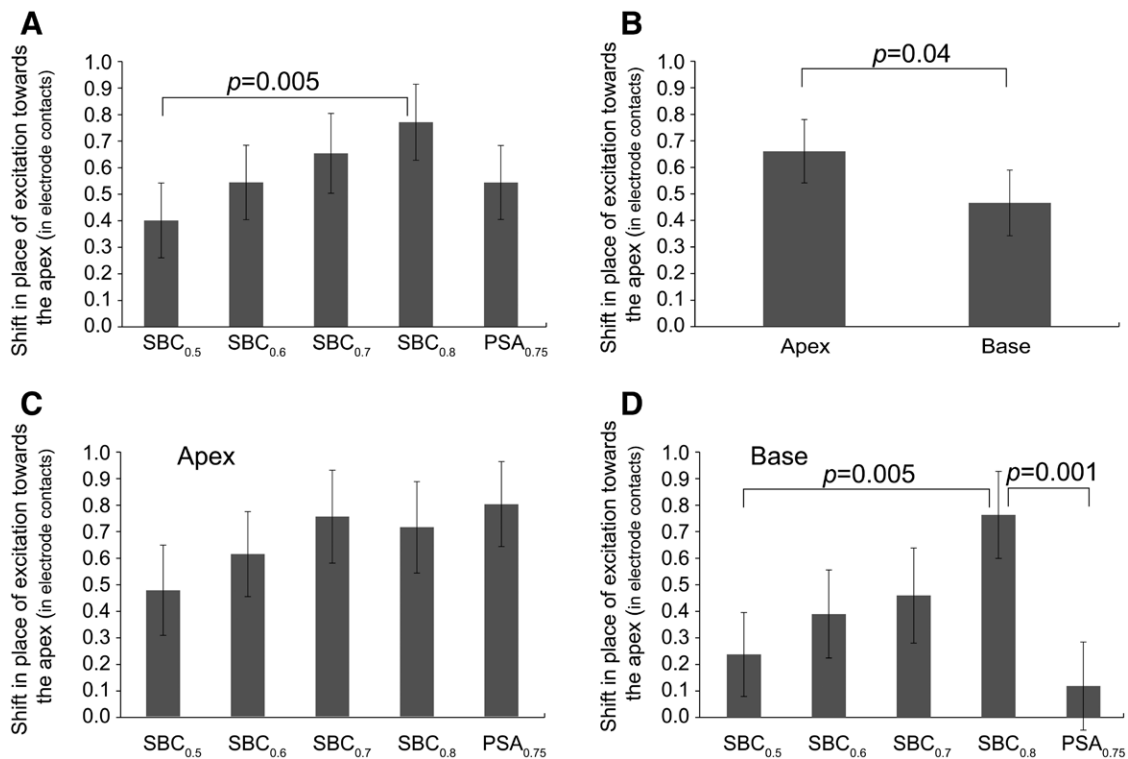 A
Shift in place of excitation towards
the apex (in electrode contacts)
1.0
0.9
0.8
0.7
0.6
0.5
0.4
0.3
0.2
0.1
0.0
p=0.005
SBC0.5 SBC0.6 SBC0.7 SBC0.8 PSA0.75
B
Shift in place of excitation towards
the apex (in electrode contacts)
1.0
0.9
0.8
0.7
0.6
0.5
0.4
0.3
0.2
0.1
0.0
p=0.04
Apex Base
C
Shift in place of excitation towards
the apex (in electrode contacts)
1.0
0.9
0.8
0.7
0.6
0.5
0.4
0.3
0.2
0.1
0.0
Apex
SBC0.5 SBC0.6 SBC0.7 SBC0.8 PSA0.75
D
Shift in place of excitation towards
the apex (in electrode contacts)
1.0
0.9
0.8
0.7
0.6
0.5
0.4
0.3
0.2
0.1
0.0
Base
p=0.005 p=0.001
SBC0.5 SBC0.6 SBC0.7 SBC0.8 PSA0.75